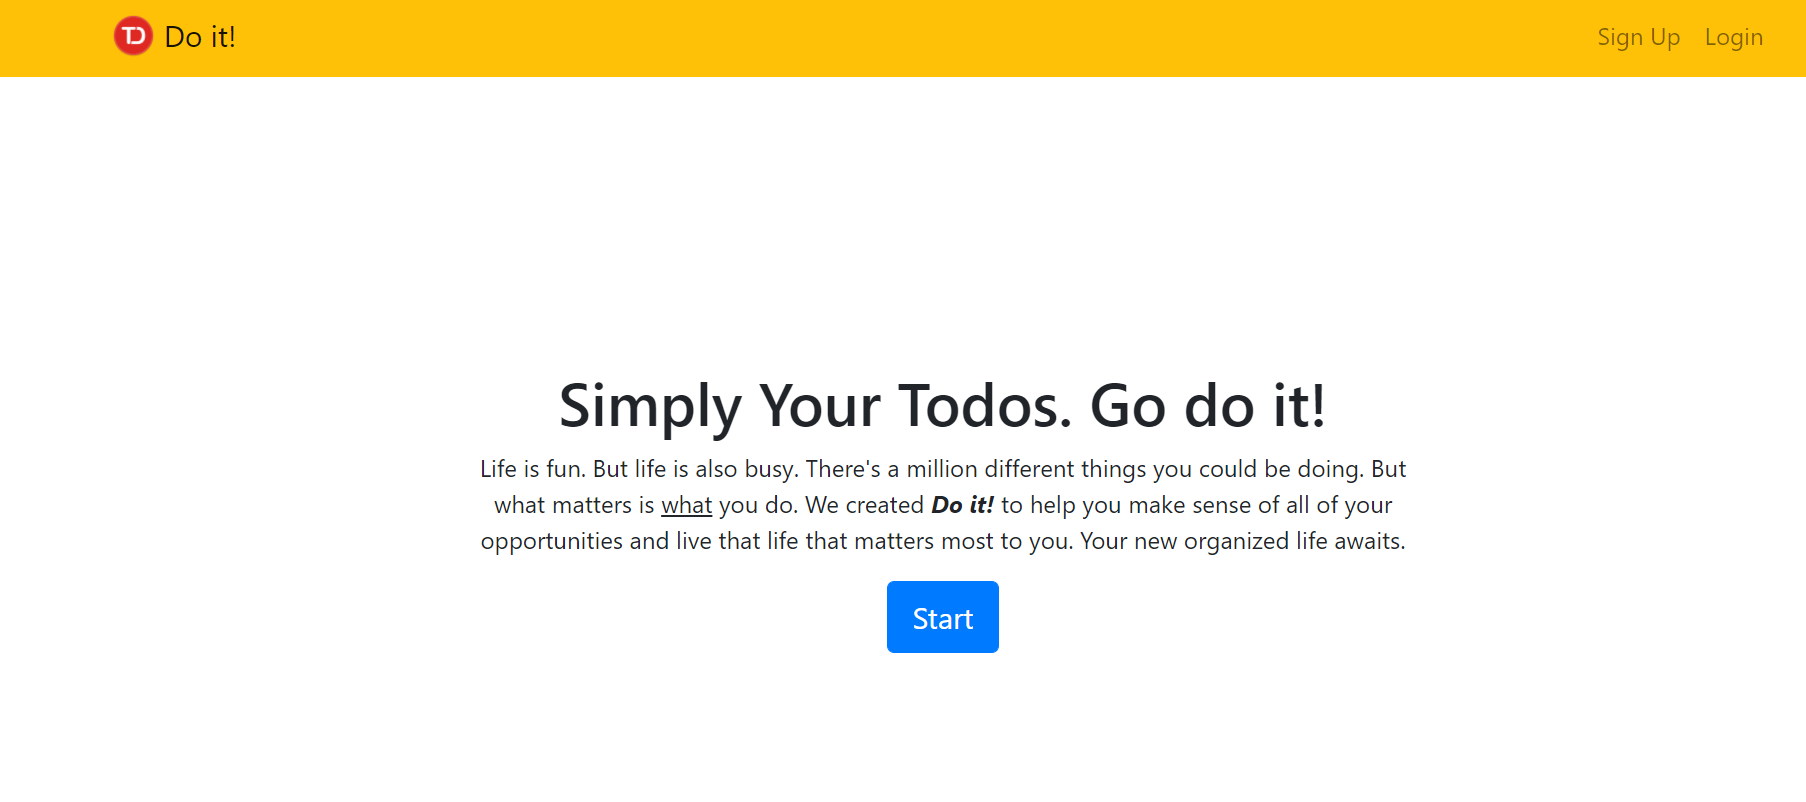 TD Do it!
Sign Up Login
Simply Your Todos. Go do it!
Life is fun. But life is also busy. There's a million different things you could be doing. But
what matters is what you do. We created Do it! to help you make sense of all of your
opportunities and live that life that matters most to you. Your new organized life awaits.
Start